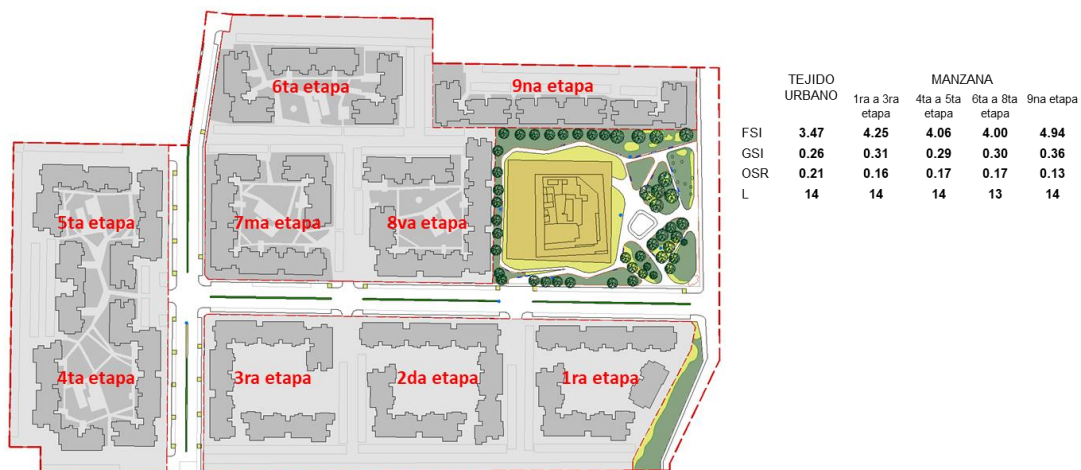 6ta etapa
9na etapa
5ta etapa
7ma etapa
8va etapa
4ta etapa
3ra etapa
2da etapa
1ra etapa
TEJIDO
URBANO
MANZANA
1ra a 3ra
etapa
4ta a 5ta
etapa
6ta a 8ta
etapa
9na etapa
FSI 3.47 4.25 4.06 4.00 4.94
GSI 0.26 0.31 0.29 0.30 0.36
OSR 0.21 0.16 0.17 0.17 0.13
L 14 14 14 13 14